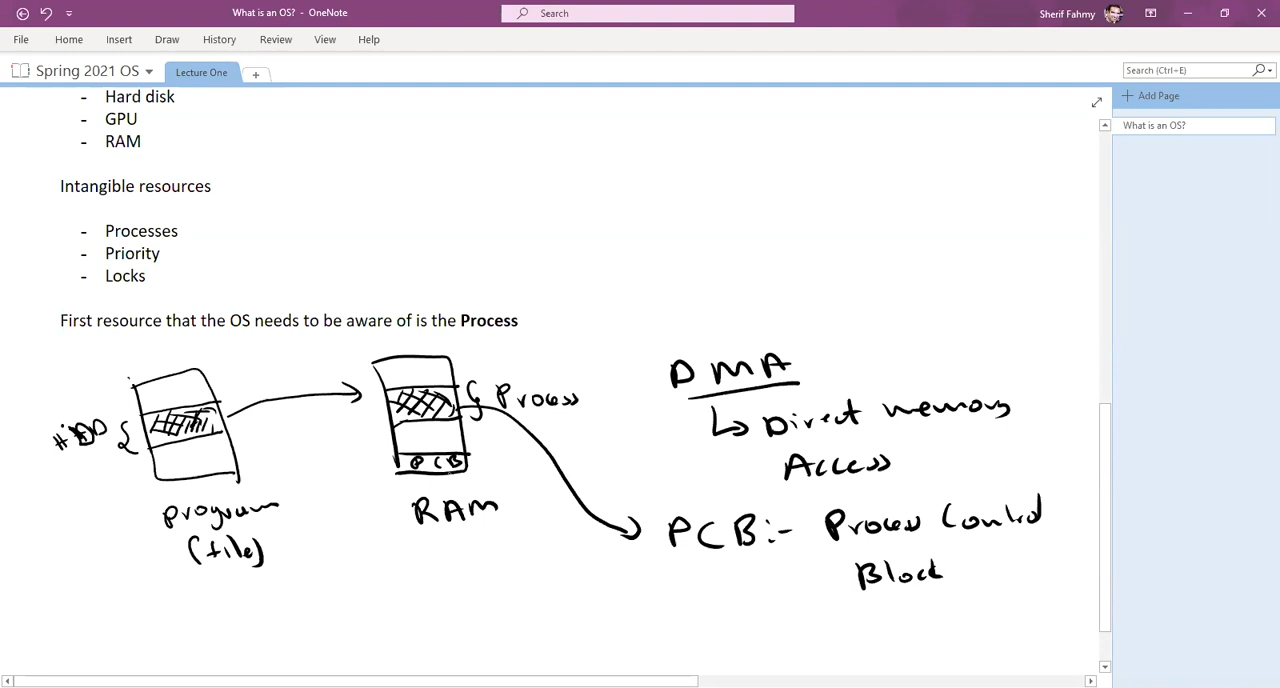 What is an OS? - OneNote
Search
Sherif Fahmy
File Home Insert Draw History Review View Help
Spring 2021 OS
Lecture One
+
Search (Ctrl+E)
+ Add Page
What is an OS?
- Hard disk
- GPU
- RAM
Intangible resources
- Processes
- Priority
- Locks
First resource that the OS needs to be aware of is the Process
HDD
program
(file)
Process
PCB
RAM
DMA
↳ Direct memory
Access
PCB:- Process Control
Block